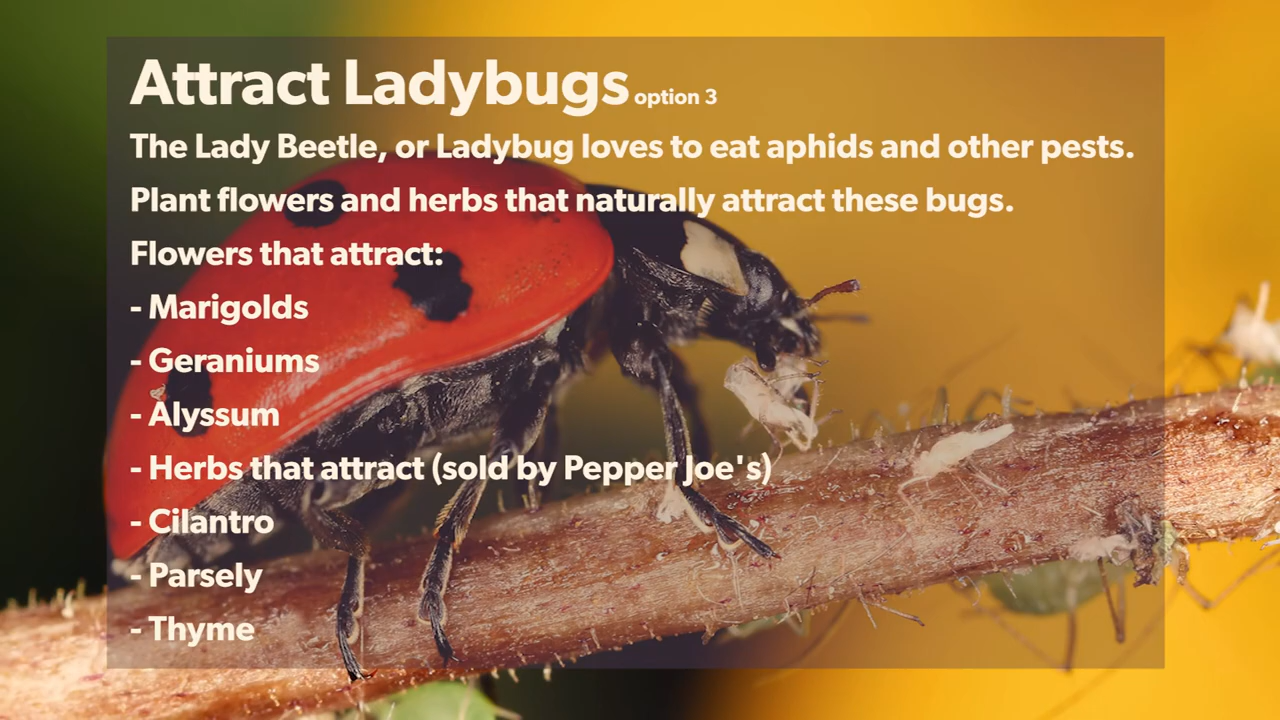 Attract Ladybugs option 3
The Lady Beetle, or Ladybug loves to eat aphids and other pests.
Plant flowers and herbs that naturally attract these bugs.
Flowers that attract:
- Marigolds
- Geraniums
- Alyssum
- Herbs that attract (sold by Pepper Joe's)
- Cilantro
- Parsely
- Thyme